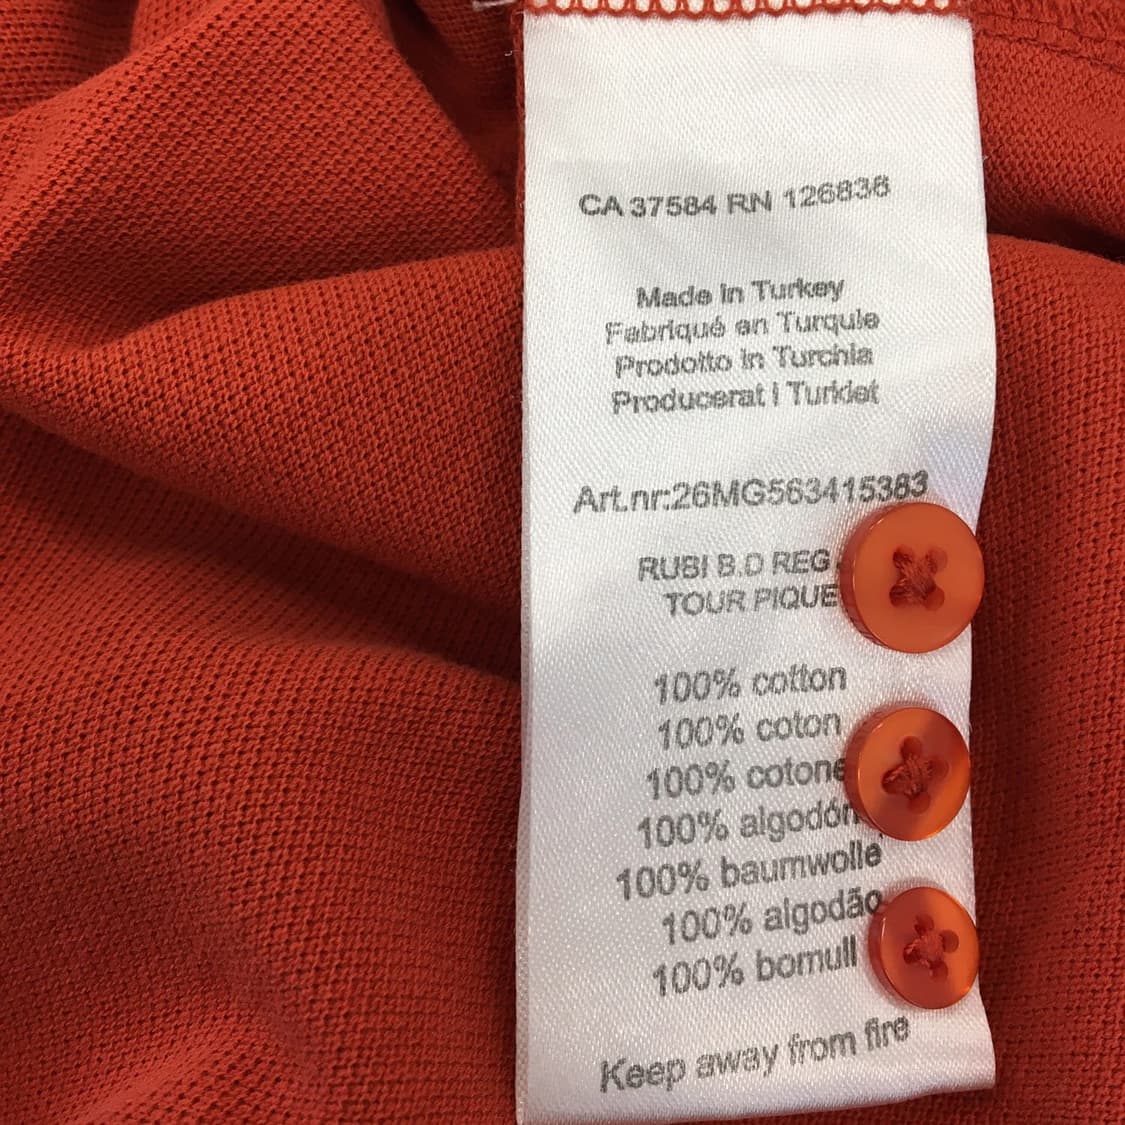 CA 37584 RN 126838
Made in Turkey
Fabriqué en Turquie
Prodotto in Turchia
Producerat i Turkiet
Art.nr:26MG563415383
RUBI B.D REG
TOUR PIQUE
100% cotton
100% coton
100% cotone
100% algodón
100% baumwolle
100% algodão
100% bomull
Keep away from fire